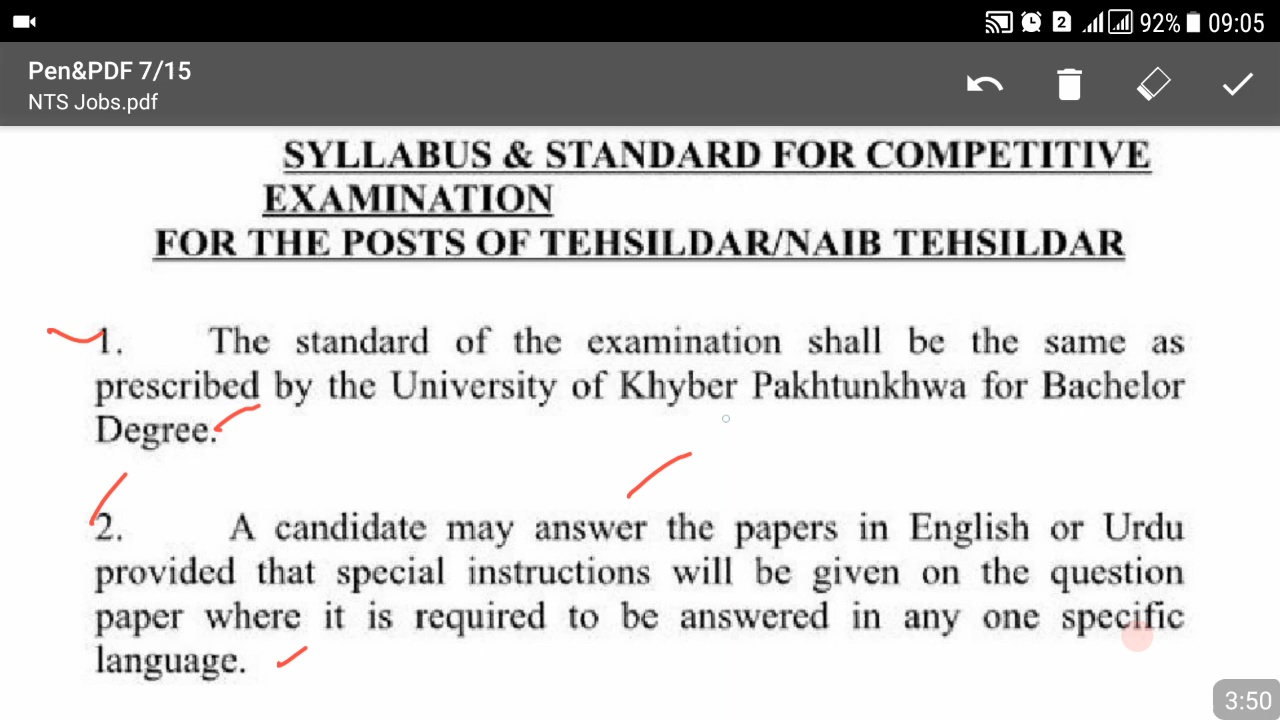 2 92% 09:05
Pen&PDF 7/15
NTS Jobs.pdf
SYLLABUS & STANDARD FOR COMPETITIVE
EXAMINATION
FOR THE POSTS OF TEHSILDAR/NAIB TEHSILDAR
1. The standard of the examination shall be the same as
prescribed by the University of Khyber Pakhtunkhwa for Bachelor
Degree.
2. A candidate may answer the papers in English or Urdu
provided that special instructions will be given on the question
paper where it is required to be answered in any one specific
language.
3:50